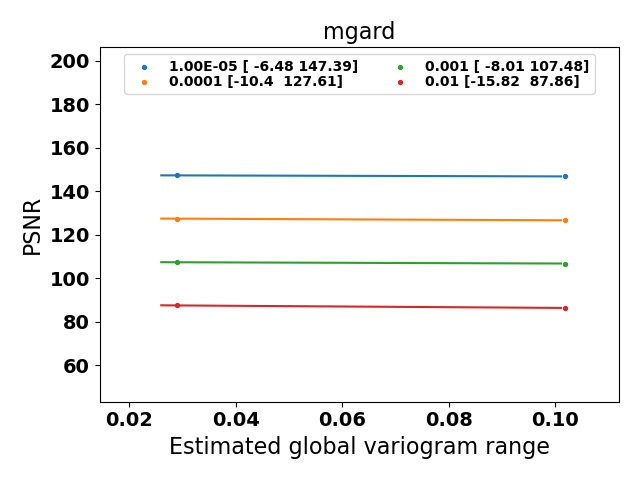 mgard
1.00E-05 [ -6.48 147.39]
0.0001 [-10.4  127.61]
0.001 [ -8.01 107.48]
0.01 [-15.82  87.86]
200
180
160
140
120
100
80
60
PSNR
0.02 0.04 0.06 0.08 0.10
Estimated global variogram range